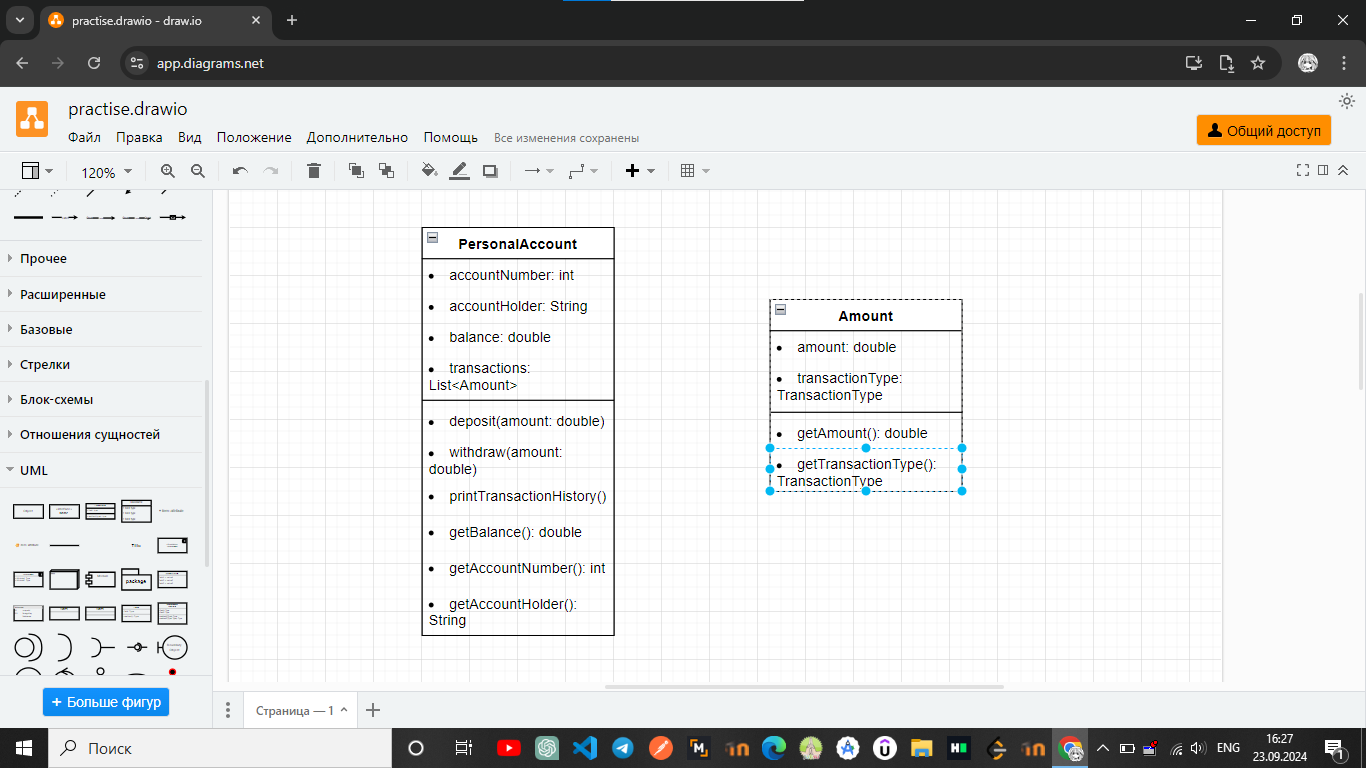 practise.drawio - draw.io
app.diagrams.net
practise.drawio
Файл Правка Вид Положение Дополнительно Помощь Все изменения сохранены
Общий доступ
120%
Прочее
Расширенные
Базовые
Стрелки
Блок-схемы
Отношения сущностей
UML
package
Больше фигур
PersonalAccount
accountNumber: int
accountHolder: String
balance: double
transactions:
List<Amount>
deposit(amount: double)
withdraw(amount:
double)
printTransactionHistory()
getBalance(): double
getAccountNumber(): int
getAccountHolder():
String
Amount
amount: double
transactionType:
TransactionType
getAmount(): double
getTransactionType():
TransactionType
Страница — 1
Поиск
ENG
16:27
23.09.2024
1